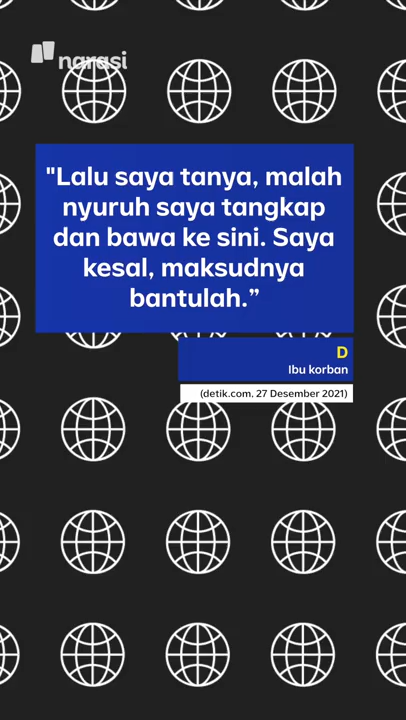 narasi
"Lalu saya tanya, malah
nyuruh saya tangkap
dan bawa ke sini. Saya
kesal, maksudnya
bantulah.”
D
Ibu korban
(detik.com, 27 Desember 2021)